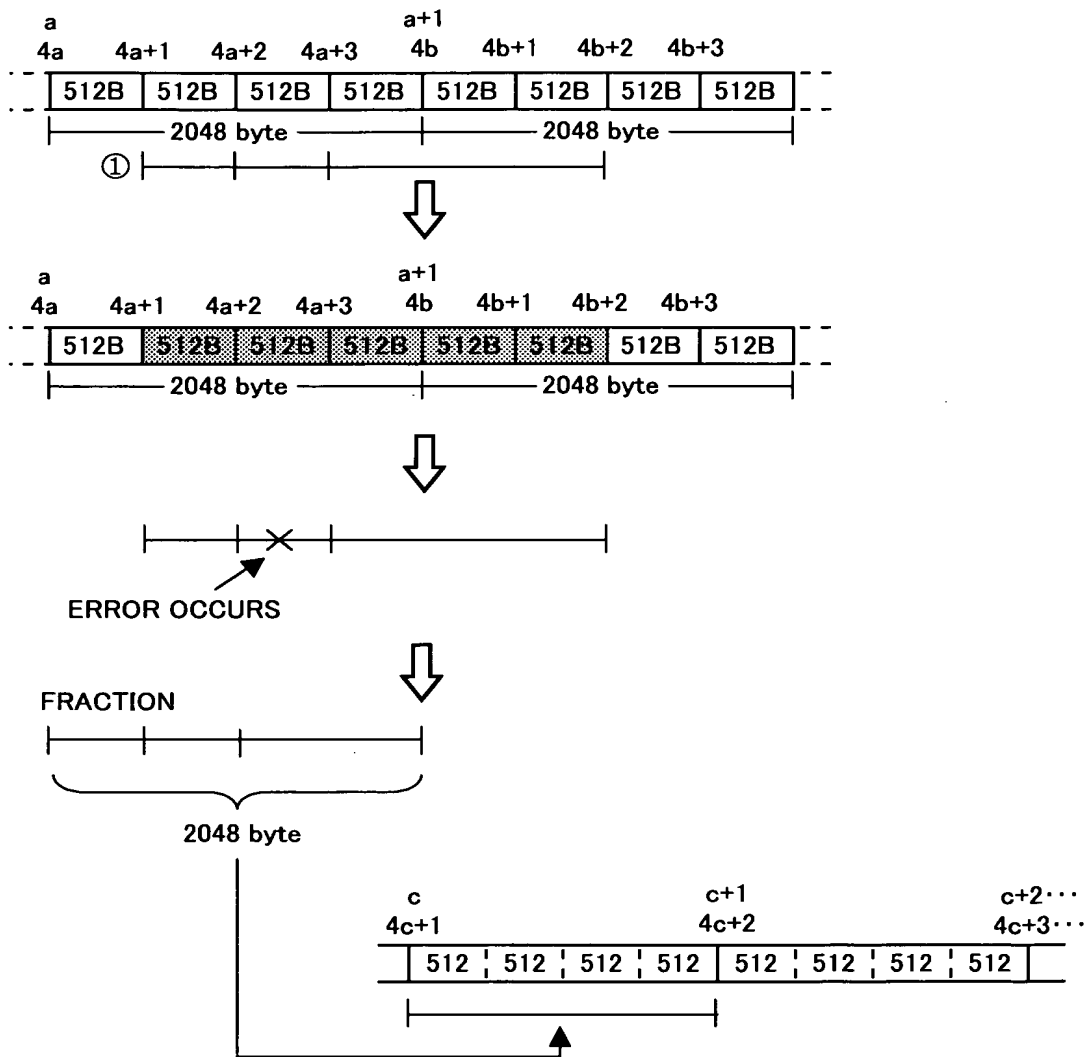 a a+1
4a 4a+1 4a+2 4a+3 4b 4b+1 4b+2 4b+3
512B 512B 512B 512B 512B 512B 512B 512B
2048 byte 2048 byte
①
a a+1
4a 4a+1 4a+2 4a+3 4b 4b+1 4b+2 4b+3
512B 512B 512B 512B 512B 512B 512B 512B
2048 byte 2048 byte
ERROR OCCURS
FRACTION
2048 byte
c c+1 c+2···
4c+1 4c+2 4c+3···
512 512 512 512 512 512 512 512